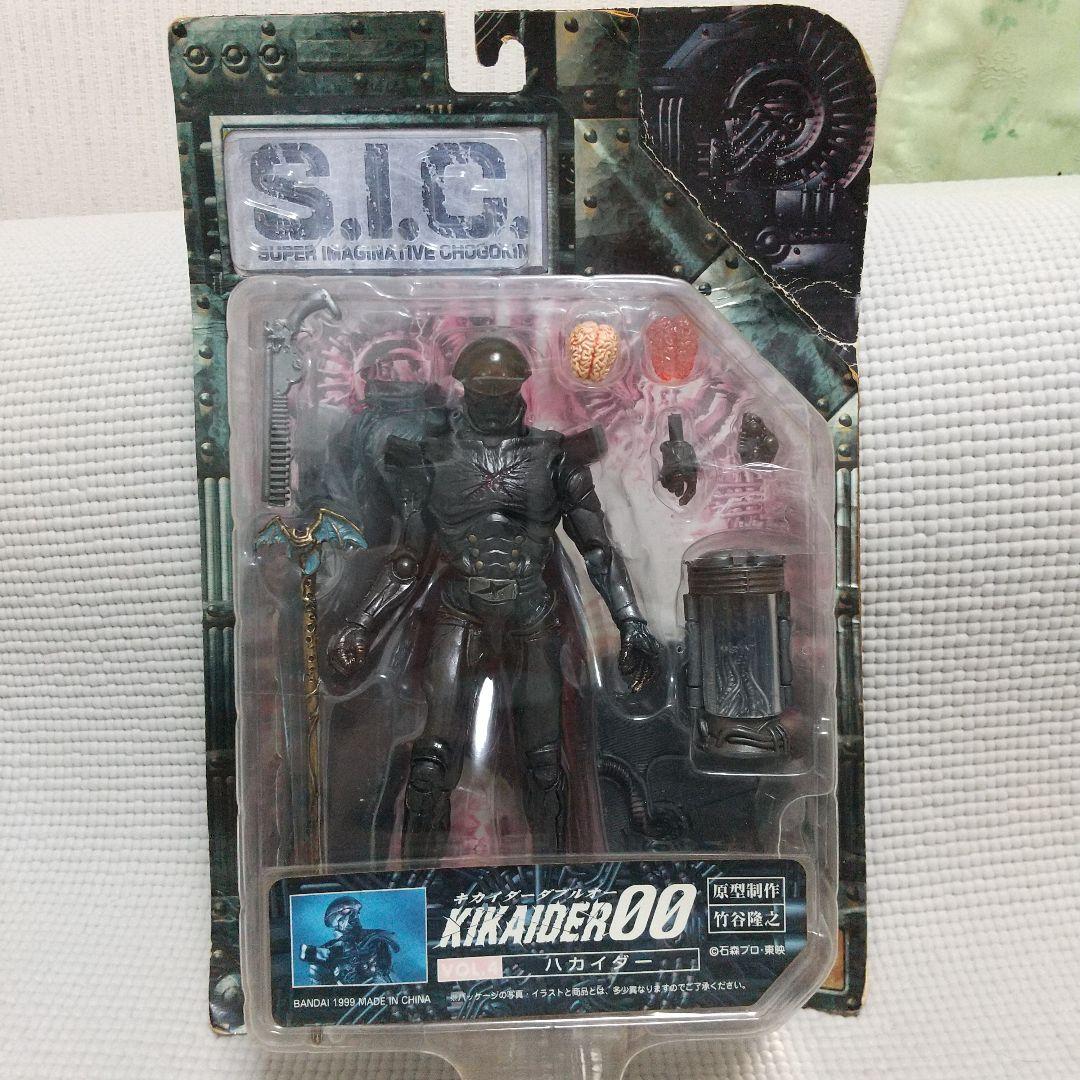 S.I.C.
SUPER IMAGINATIVE CHOGOKIN
キカイダーダブルオー
KIKAIDER00
VOL.4 ハカイダー
原型制作
竹谷隆之
©石森プロ・東映
BANDAI 1999 MADE IN CHINA
※パッケージの写真・イラストと商品とは、多少異なりますのでご了承ください。